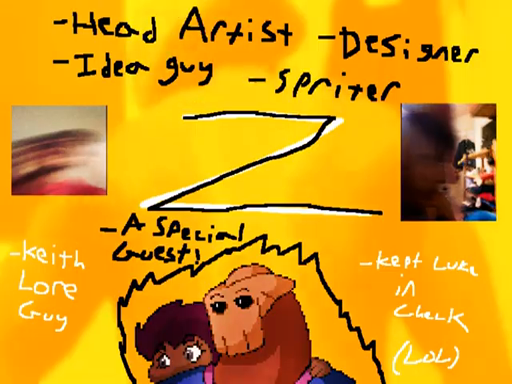 -Head Artist -Designer
-Idea guy -spriter
Z
-A Special
Guest!
-Keith
Lore
Guy
-Kept Luke
in
Check
(LOL)